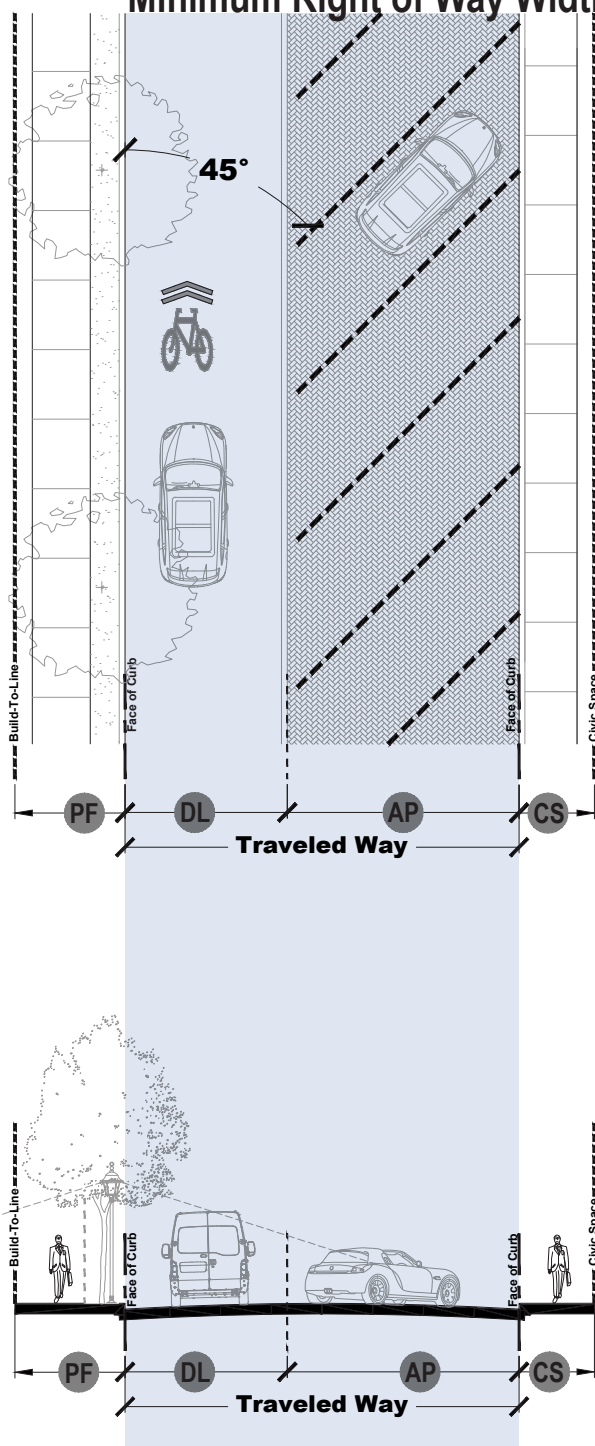 Minimum Right of Way Width
45°
Build-To-Line
Face of Curb
Face of Curb
Civic Space
PF
DL
AP
CS
Traveled Way
Build-To-Line
Face of Curb
Face of Curb
Civic Space
PF
DL
AP
CS
Traveled Way